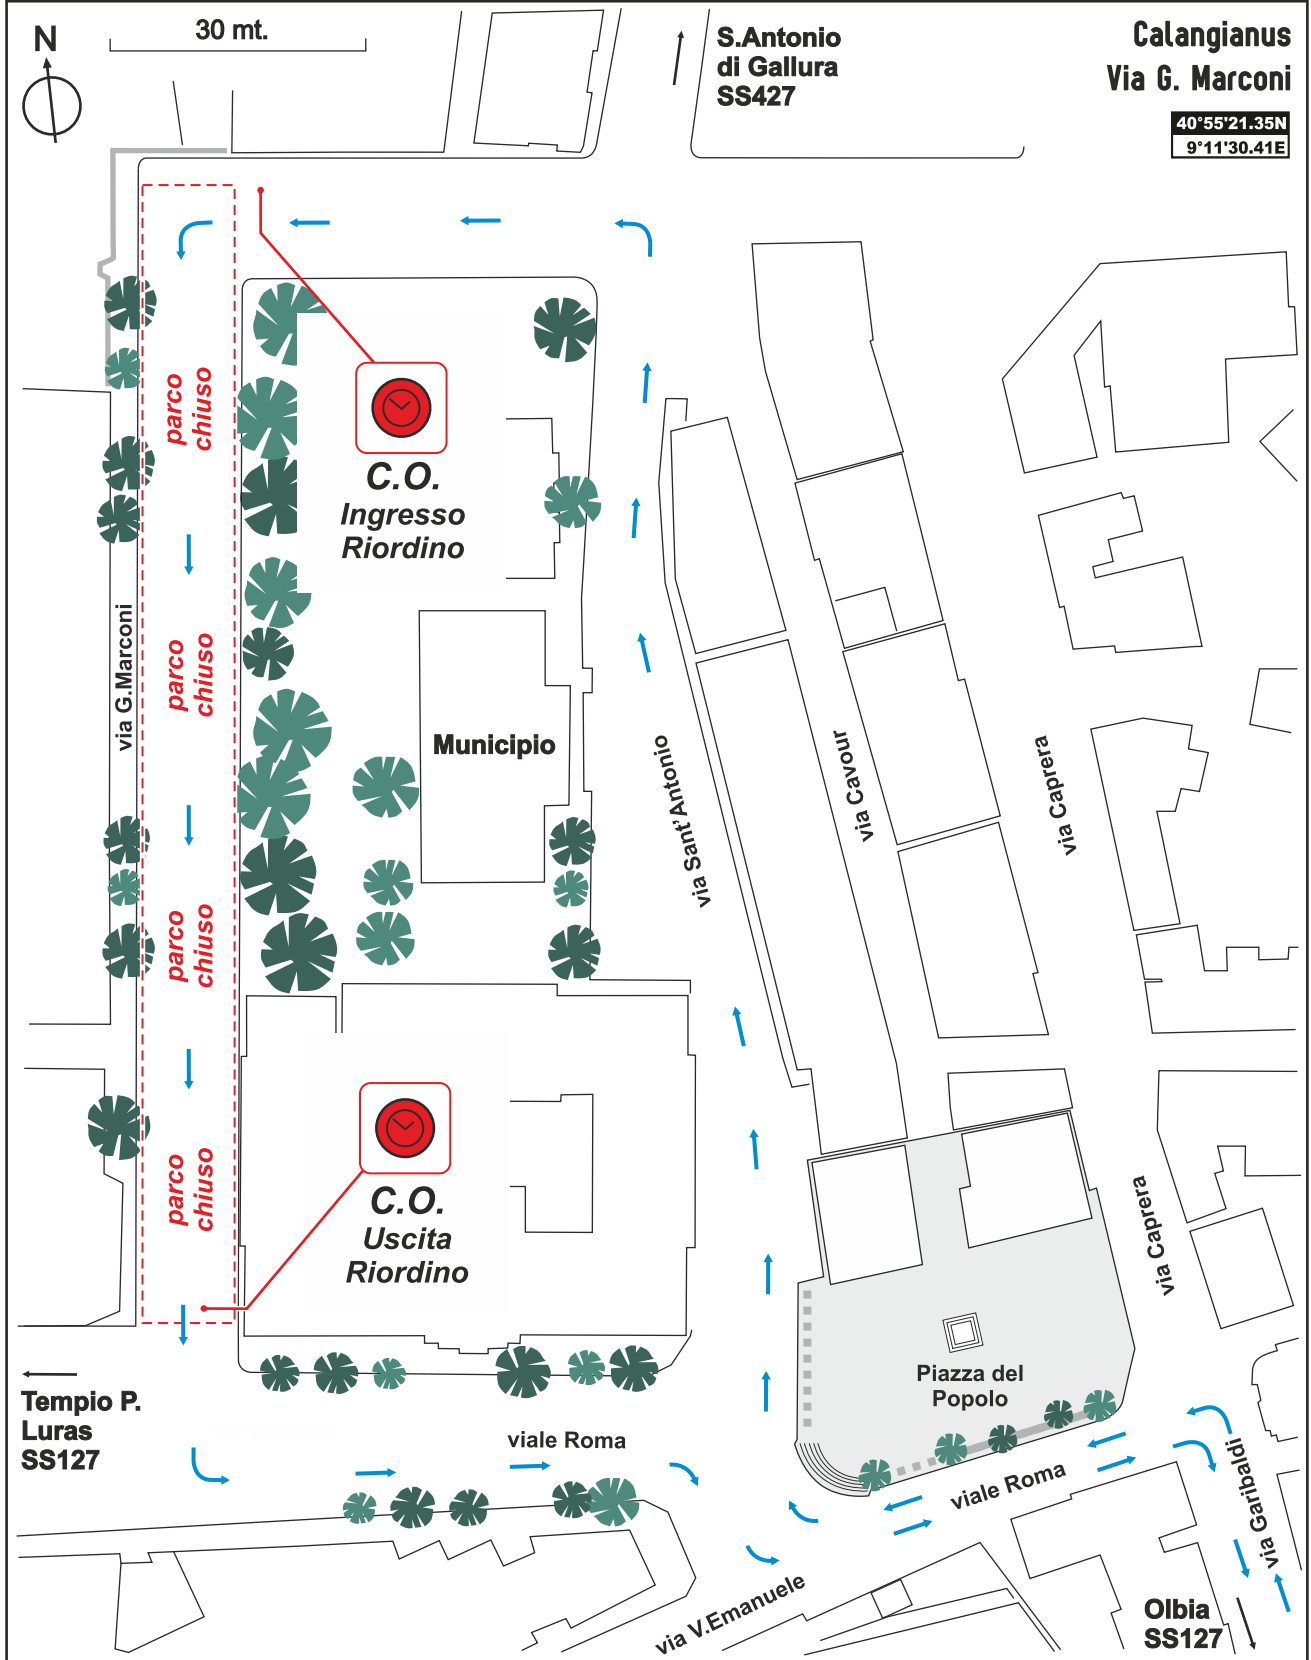 N
30 mt.
S.Antonio
di Gallura
SS427
Calangianus
Via G. Marconi
40°55'21.35N
9°11'30.41E
parco
chiuso
C.O.
Ingresso
Riordino
via G.Marconi
parco
chiuso
Municipio
via Sant'Antonio
via Cavour
via Caprera
parco
chiuso
parco
chiuso
C.O.
Uscita
Riordino
via Caprera
Piazza del
Popolo
Tempio P.
Luras
SS127
viale Roma
viale Roma
via Garibaldi
via V.Emanuele
Olbia
SS127